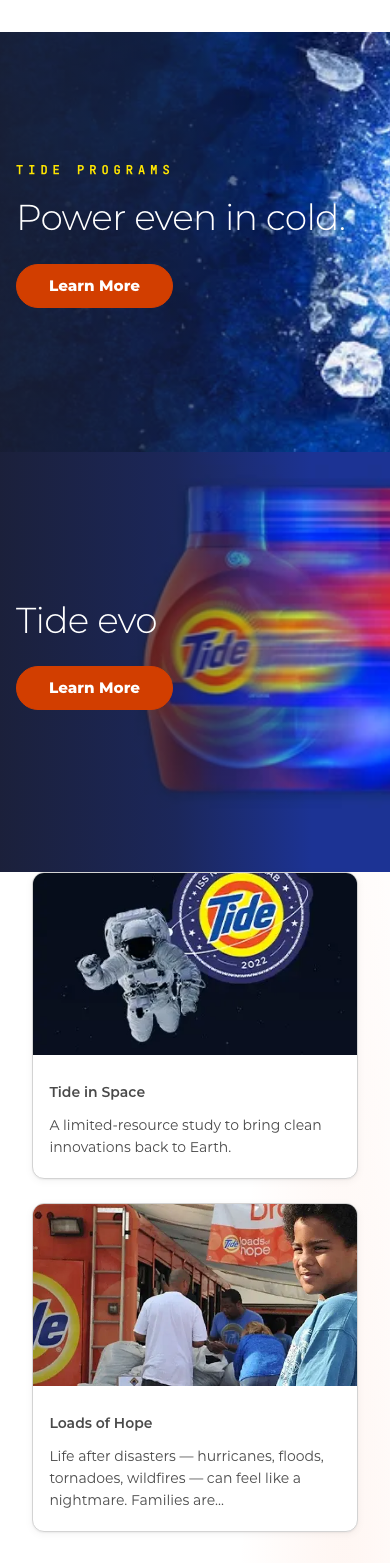 TIDE PROGRAMS
Power even in cold.
Learn More
Tide evo
Tide
Learn More
ISS
Tide
2022
Tide in Space
A limited-resource study to bring clean
innovations back to Earth.
Tide loads of
hope
Loads of Hope
Life after disasters — hurricanes, floods,
tornadoes, wildfires — can feel like a
nightmare. Families are...